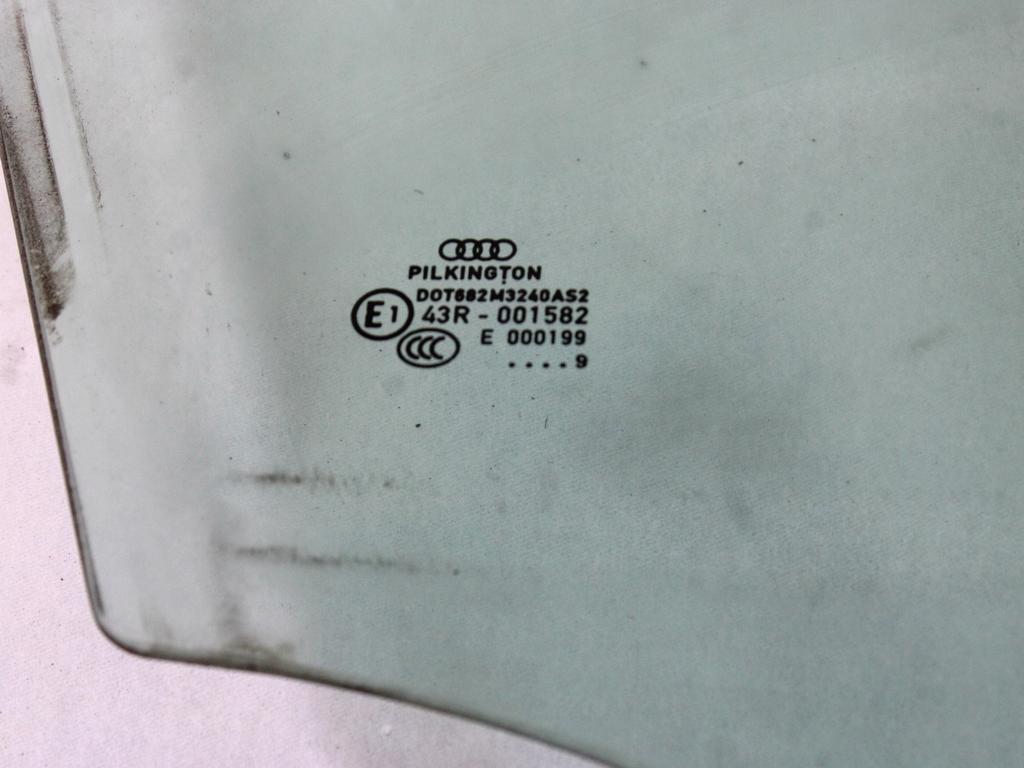 PILKINGTON
DOT682M3240AS2
E1 43R - 001582
CCC E 000199
....9